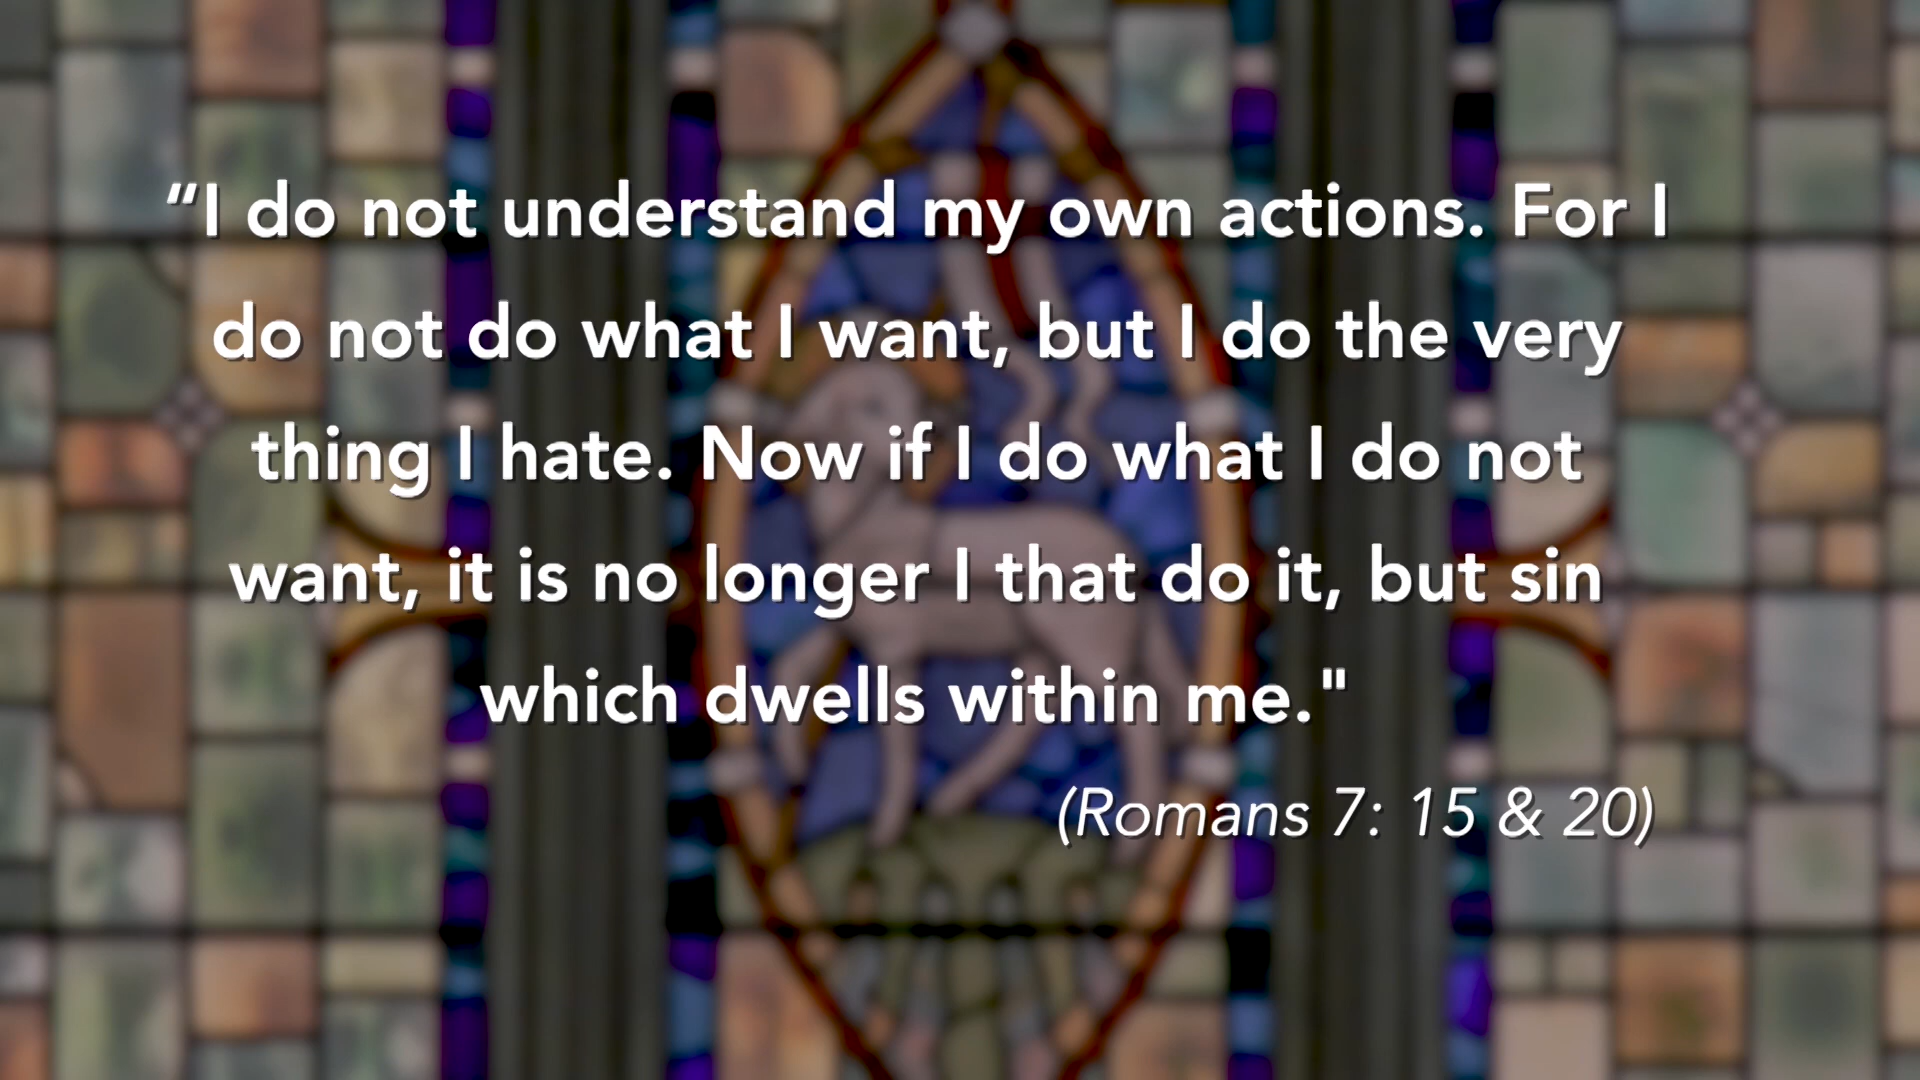 “I do not understand my own actions. For I
do not do what I want, but I do the very
thing I hate. Now if I do what I do not
want, it is no longer I that do it, but sin
which dwells within me."
(Romans 7: 15 & 20)